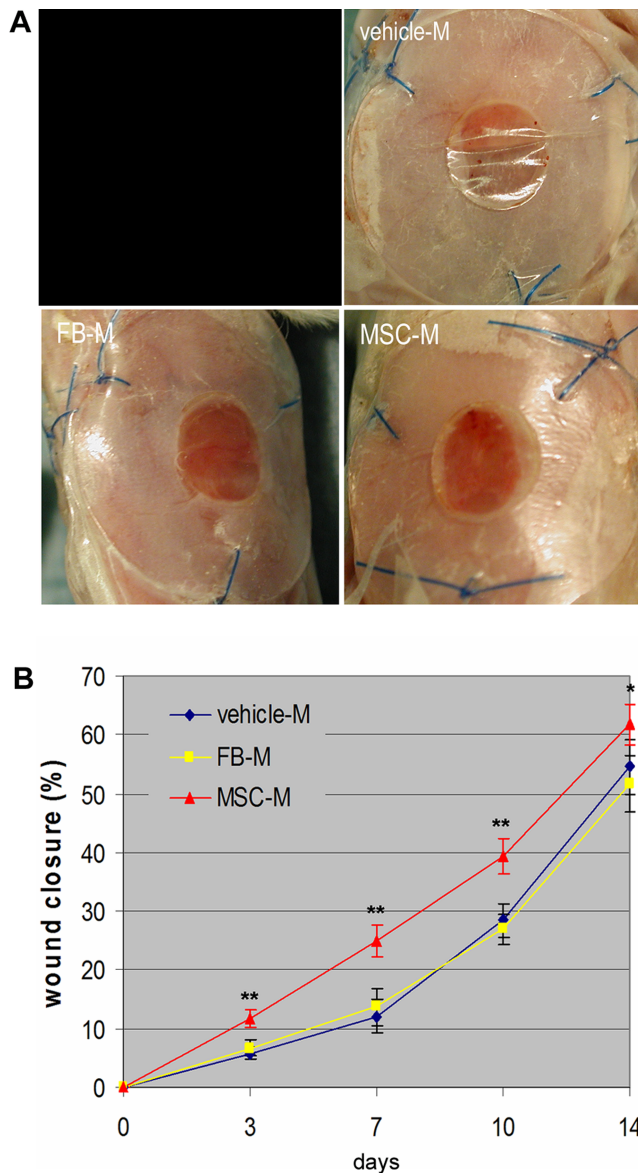 A
vehicle-M
FB-M
MSC-M
B
70
60
50
40
30
20
10
0
wound closure (%)
vehicle-M
FB-M
MSC-M
**
**
**
*
0 3 7 10 14
days